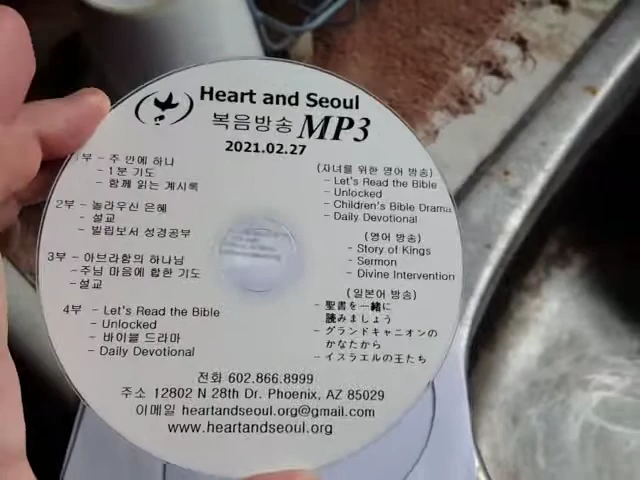 Heart and Seoul
복음방송 MP3
2021.02.27
1부 - 주 안에 하나
- 1분 기도
- 함께 읽는 계시록
2부 - 놀라우신 은혜
- 설교
- 빌립보서 성경공부
3부 - 아브라함의 하나님
- 주님 마음에 합한 기도
- 설교
4부 - Let's Read the Bible
- Unlocked
- 바이블 드라마
- Daily Devotional
(자녀를 위한 영어 방송)
- Let's Read the Bible
- Unlocked
- Children's Bible Drama
- Daily Devotional
(영어 방송)
- Story of Kings
- Sermon
- Divine Intervention
(일본어 방송)
- 聖書を一緒に
読みましょう
- グランドキャニオンの
かなたから
- イスラエルの王たち
전화 602.866.8999
주소 12802 N 28th Dr. Phoenix, AZ 85029
이메일 heartandseoul.org@gmail.com
www.heartandseoul.org